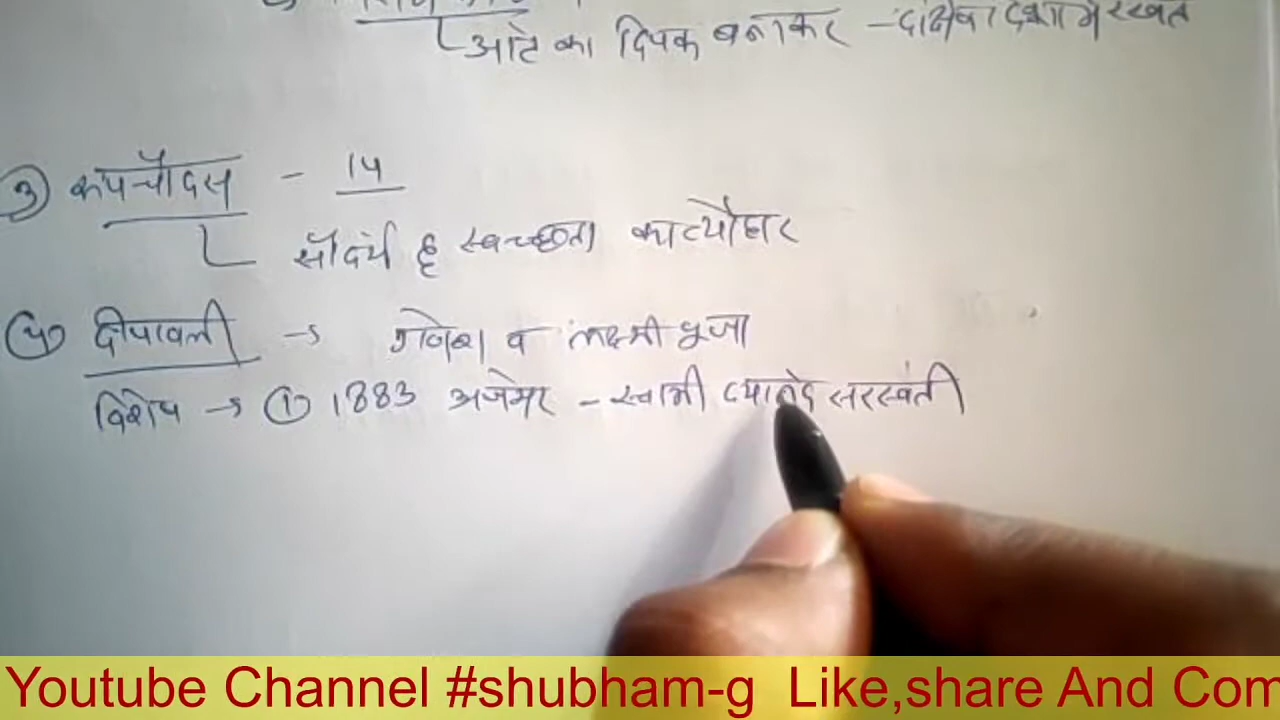 आटे का दिपक बनाकर - दक्षिण दिशा में रखते
③ रूपचौदस - 14
सौंदर्य व स्वच्छता का त्यौहार
④ दीपावली → गणेश व लक्ष्मी पूजा
विशेष → ① 1883 अजमेर - स्वामी दयानंद सरस्वती
Youtube Channel #shubham-g Like,share And Com